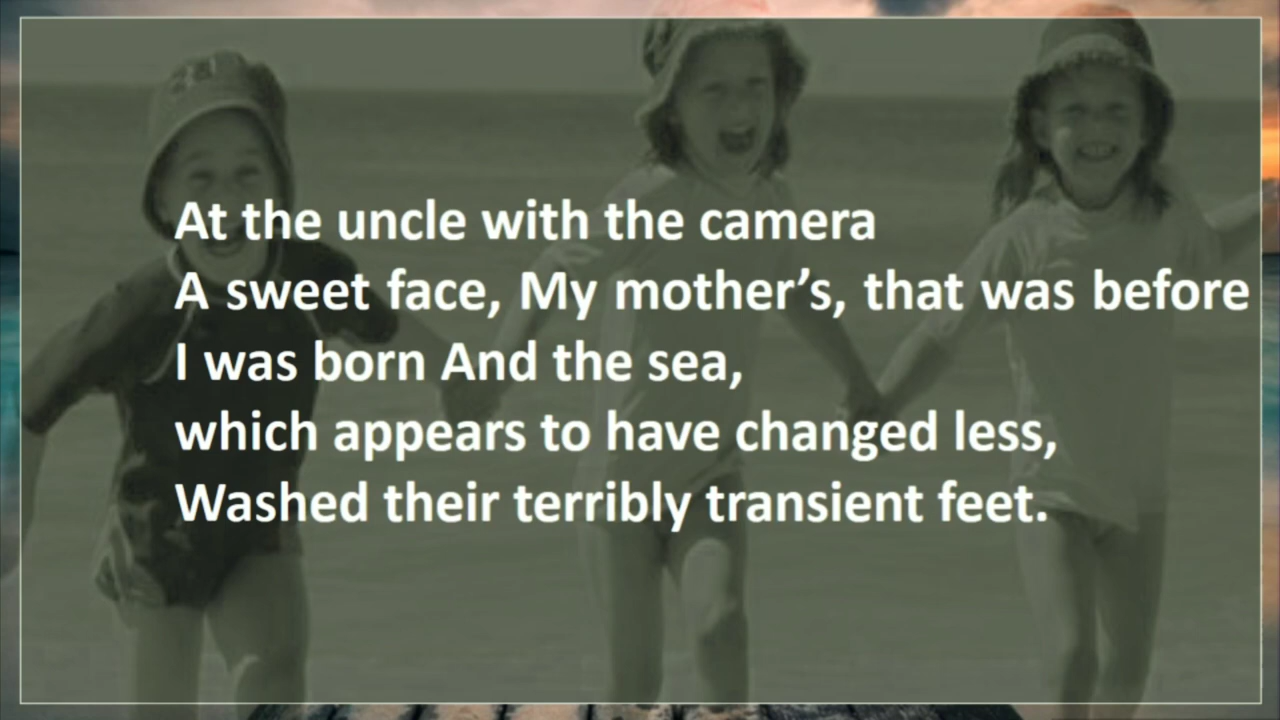 At the uncle with the camera
A sweet face, My mother’s, that was before
I was born And the sea,
which appears to have changed less,
Washed their terribly transient feet.